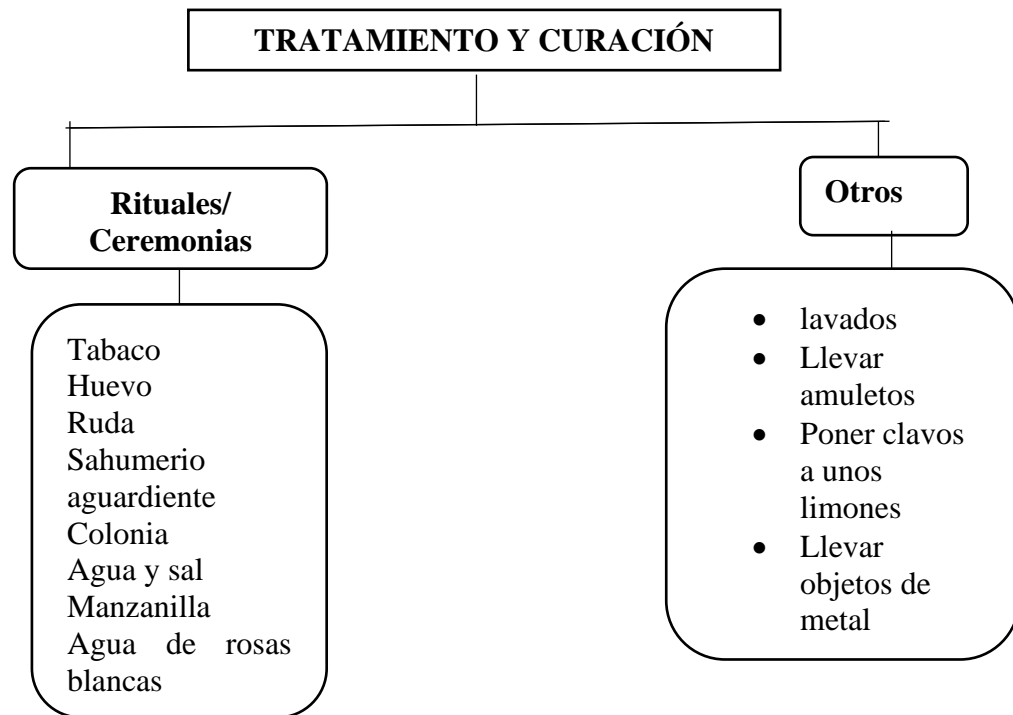 TRATAMIENTO Y CURACIÓN
Rituales/
Ceremonias
Tabaco
Huevo
Ruda
Sahumerio
aguardiente
Colonia
Agua y sal
Manzanilla
Agua de rosas
blancas
Otros
• lavados
• Llevar
amuletos
• Poner clavos
a unos
limones
• Llevar
objetos de
metal